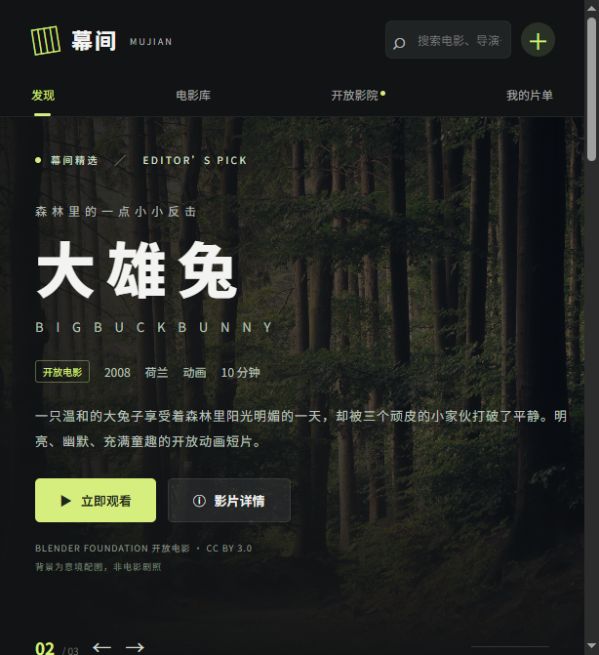 幕间 MUJIAN
搜索电影、导演
发现 电影库 开放影院 我的片单
幕间精选 ／ EDITOR’S PICK
森林里的一点小小反击
大雄兔
BIGBUCKBUNNY
开放电影 2008 荷兰 动画 10 分钟
一只温和的大兔子享受着森林里阳光明媚的一天，却被三个顽皮的小家伙打破了平静。明
亮、幽默、充满童趣的开放动画短片。
立即观看 影片详情
BLENDER FOUNDATION 开放电影 · CC BY 3.0
背景为意境配图，非电影剧照
02 / 03 ← →